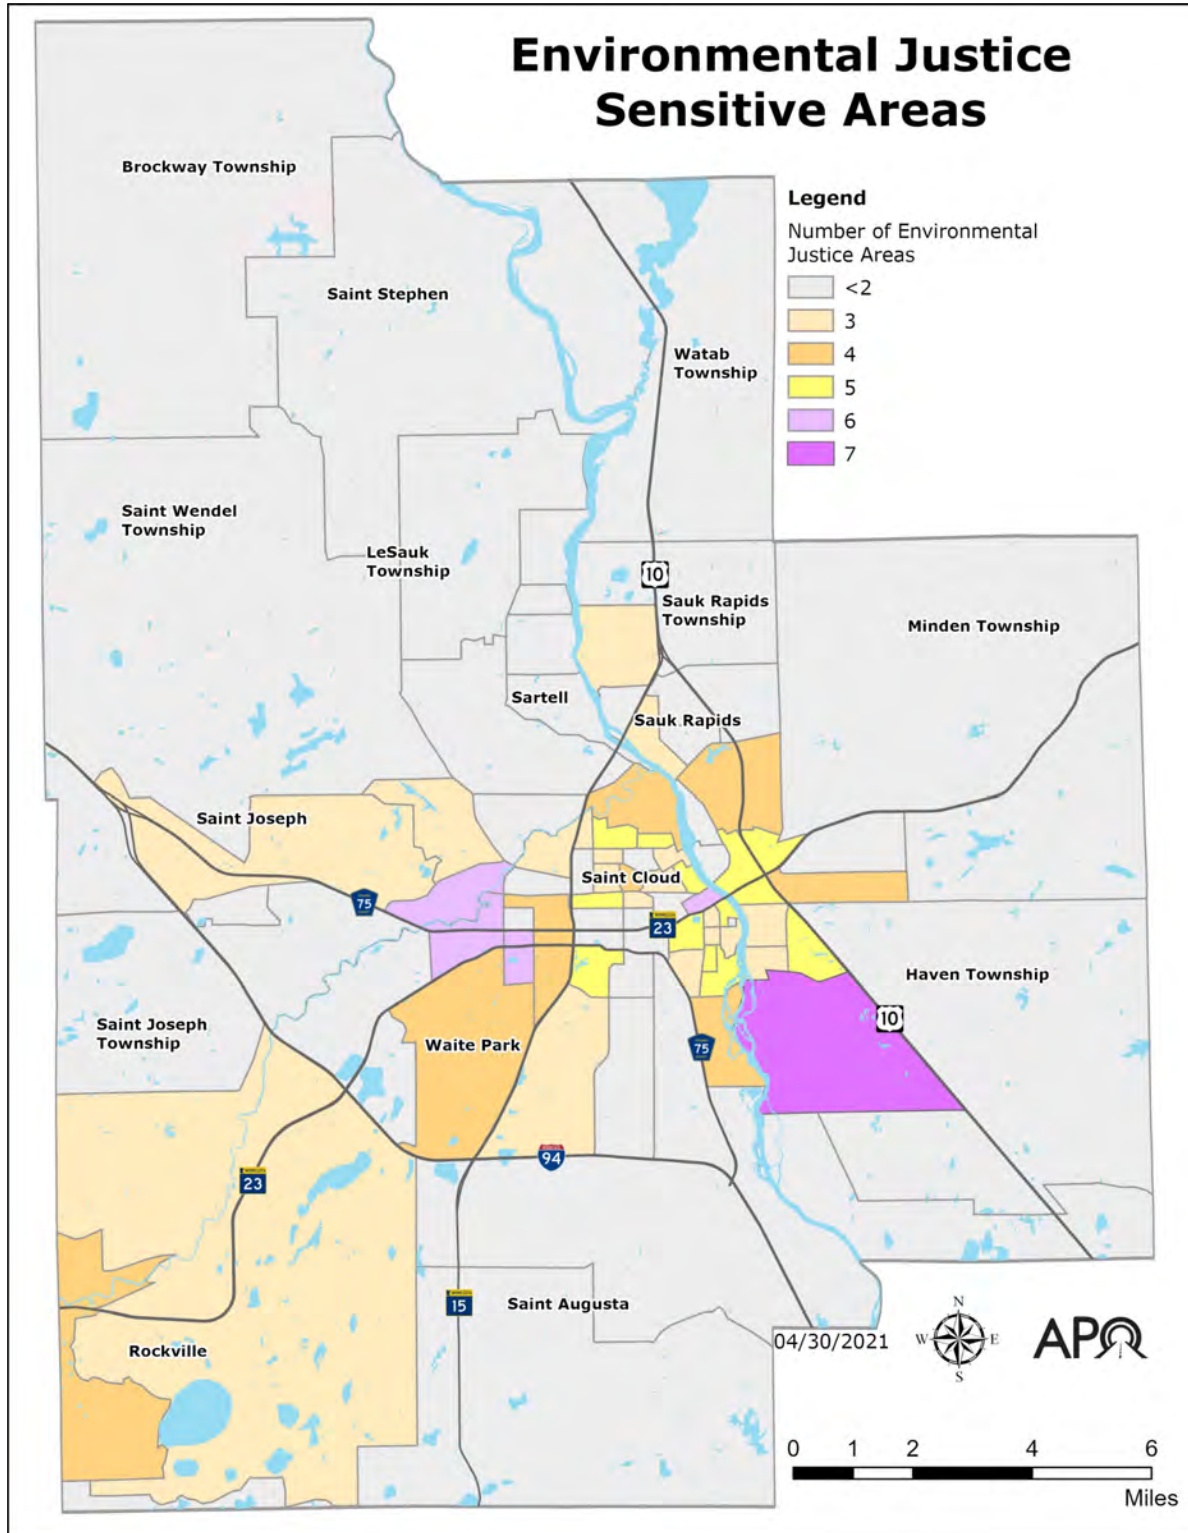 Environmental Justice
Sensitive Areas
Legend
Number of Environmental
Justice Areas
<2
3
4
5
6
7
Brockway Township
Saint Stephen
Watab
Township
Saint Wendel
Township
LeSauk
Township
10
Sauk Rapids
Township
Minden Township
Sartell
Sauk Rapids
Saint Joseph
Saint Cloud
75
23
Haven Township
Saint Joseph
Township
Waite Park
10
75
94
23
15
Saint Augusta
Rockville
04/30/2021
N
W
E
S
APO
0
1
2
4
6
Miles